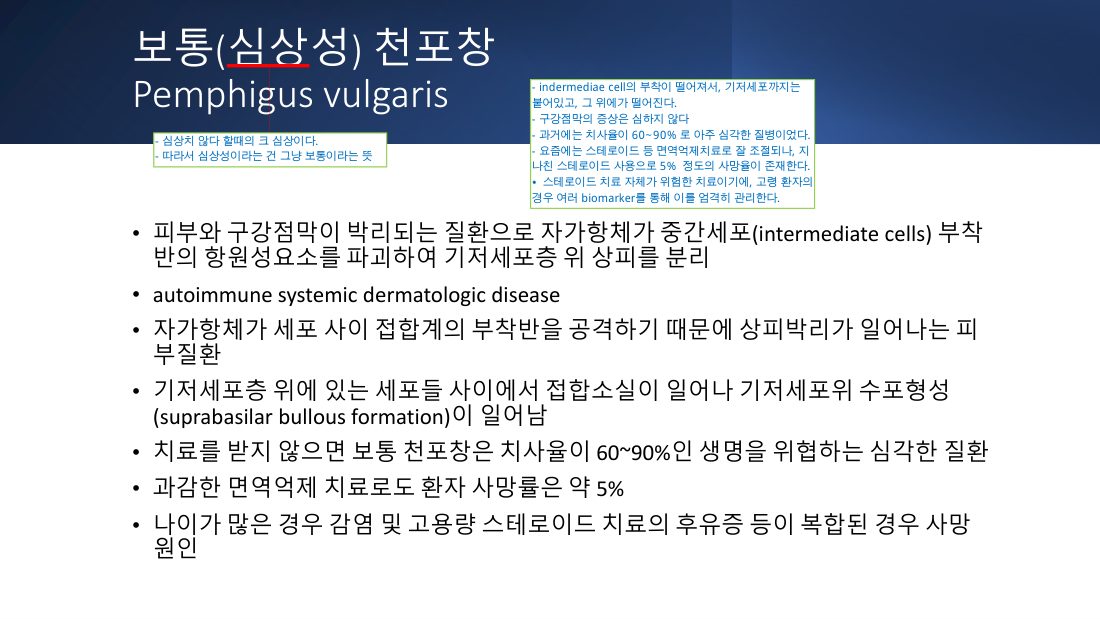 보통(심상성) 천포창
Pemphigus vulgaris
- 심상치 않다 할때의 크 심상이다.
- 따라서 심상성이라는 건 그냥 보통이라는 뜻
- indermediae cell의 부착이 떨어져서, 기저세포까지는
붙어있고, 그 위에가 떨어진다.
- 구강점막의 증상은 심하지 않다
- 과거에는 치사율이 60~90% 로 아주 심각한 질병이었다.
- 요즘에는 스테로이드 등 면역억제치료로 잘 조절되나, 지
나친 스테로이드 사용으로 5% 정도의 사망율이 존재한다.
• 스테로이드 치료 자체가 위험한 치료이기에, 고령 환자의
경우 여러 biomarker를 통해 이를 엄격히 관리한다.
• 피부와 구강점막이 박리되는 질환으로 자가항체가 중간세포(intermediate cells) 부착
반의 항원성요소를 파괴하여 기저세포층 위 상피를 분리
• autoimmune systemic dermatologic disease
• 자가항체가 세포 사이 접합계의 부착반을 공격하기 때문에 상피박리가 일어나는 피
부질환
• 기저세포층 위에 있는 세포들 사이에서 접합소실이 일어나 기저세포위 수포형성
(suprabasilar bullous formation)이 일어남
• 치료를 받지 않으면 보통 천포창은 치사율이 60~90%인 생명을 위협하는 심각한 질환
• 과감한 면역억제 치료로도 환자 사망률은 약 5%
• 나이가 많은 경우 감염 및 고용량 스테로이드 치료의 후유증 등이 복합된 경우 사망
원인